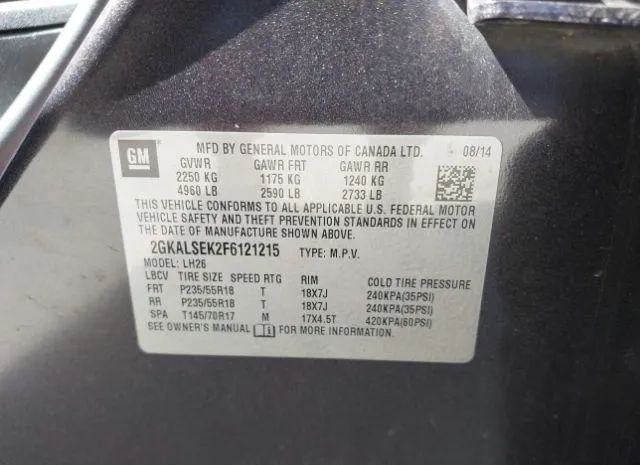 GM
MFD BY GENERAL MOTORS OF CANADA LTD. 08/14
GVWR GAWR FRT GAWR RR
2250 KG 1175 KG 1240 KG
4960 LB 2590 LB 2733 LB
THIS VEHICLE CONFORMS TO ALL APPLICABLE U.S. FEDERAL MOTOR
VEHICLE SAFETY AND THEFT PREVENTION STANDARDS IN EFFECT ON
THE DATE OF MANUFACTURE SHOWN ABOVE.
2GKALSEK2F6121215 TYPE: M.P.V.
MODEL: LH26
LBCV TIRE SIZE SPEED RTG RIM COLD TIRE PRESSURE
FRT P235/55R18 T 18X7J 240KPA(35PSI)
RR P235/55R18 T 18X7J 240KPA(35PSI)
SPA T145/70R17 M 17X4.5T 420KPA(60PSI)
SEE OWNER'S MANUAL FOR MORE INFORMATION.